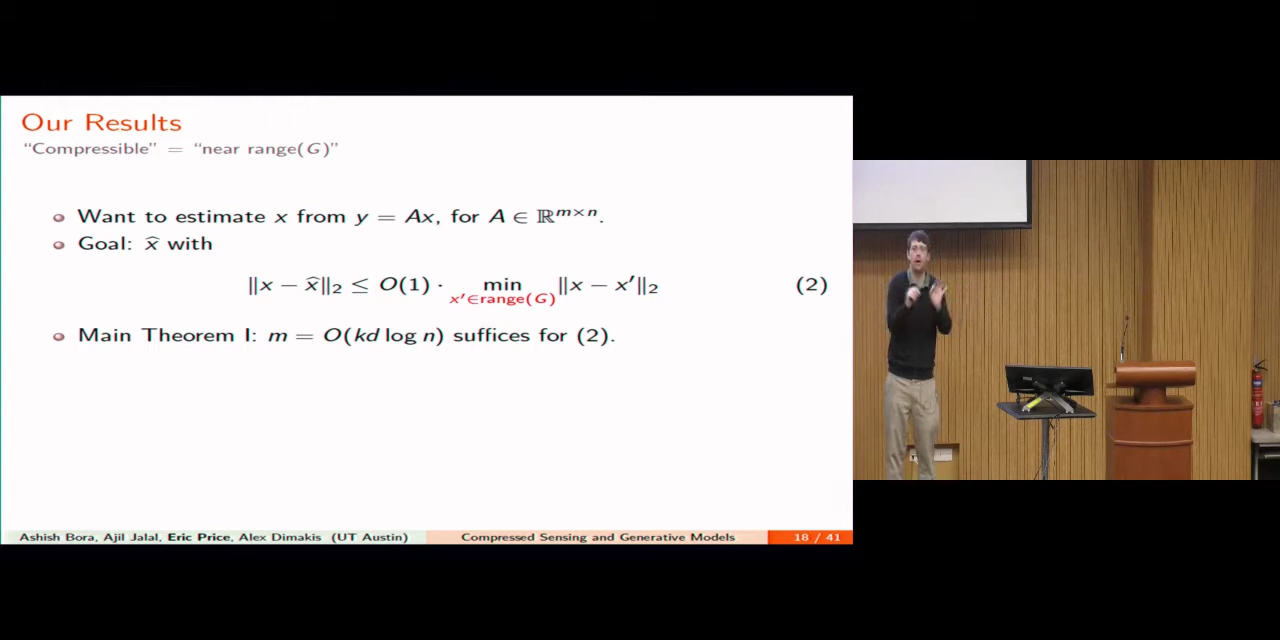 Our Results
"Compressible" = "near range(G)"
Want to estimate x from y = Ax, for A ∈ ℝ^{m×n}.
Goal: x̂ with
‖x − x̂‖₂ ≤ O(1) · min_{x′∈range(G)} ‖x − x′‖₂ (2)
Main Theorem I: m = O(kd log n) suffices for (2).
Ashish Bora, Ajil Jalal, Eric Price, Alex Dimakis (UT Austin) Compressed Sensing and Generative Models 18 / 41